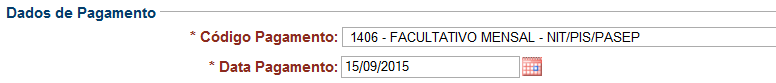 Dados de Pagamento
* Código Pagamento: 1406 - FACULTATIVO MENSAL - NIT/PIS/PASEP
* Data Pagamento: 15/09/2015